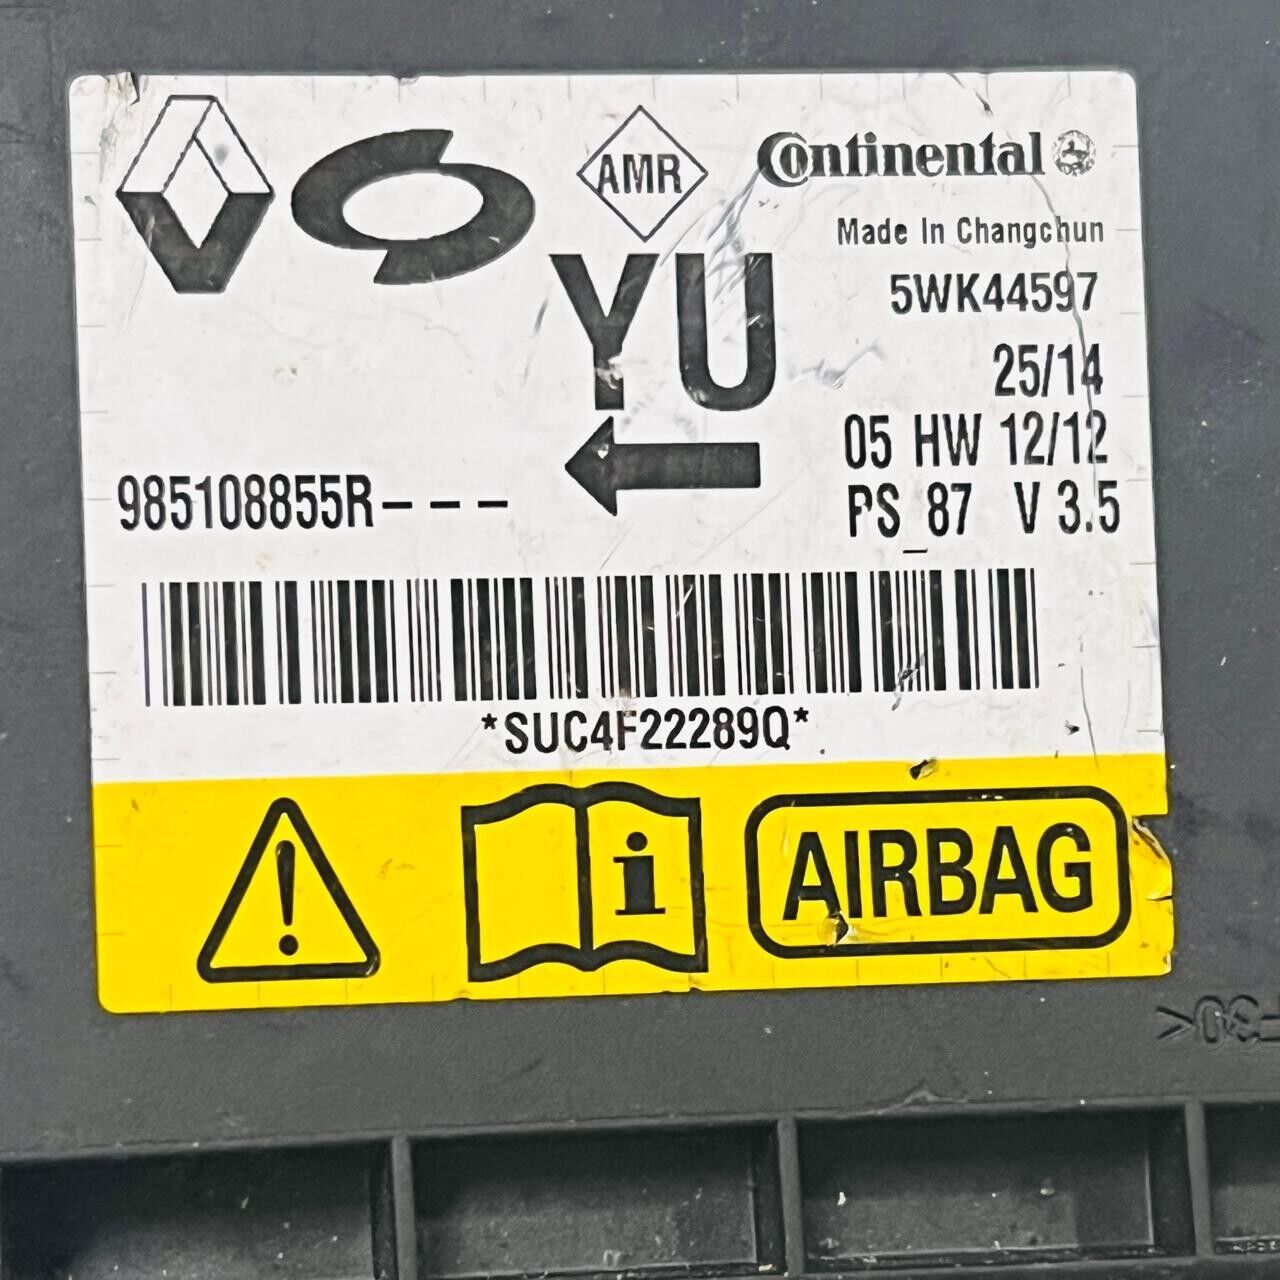 AMR
Continental
Made In Changchun
YU
5WK44597
25/14
05 HW 12/12
985108855R---
PS_87 V 3.5
*SUC4F22289Q*
i
AIRBAG